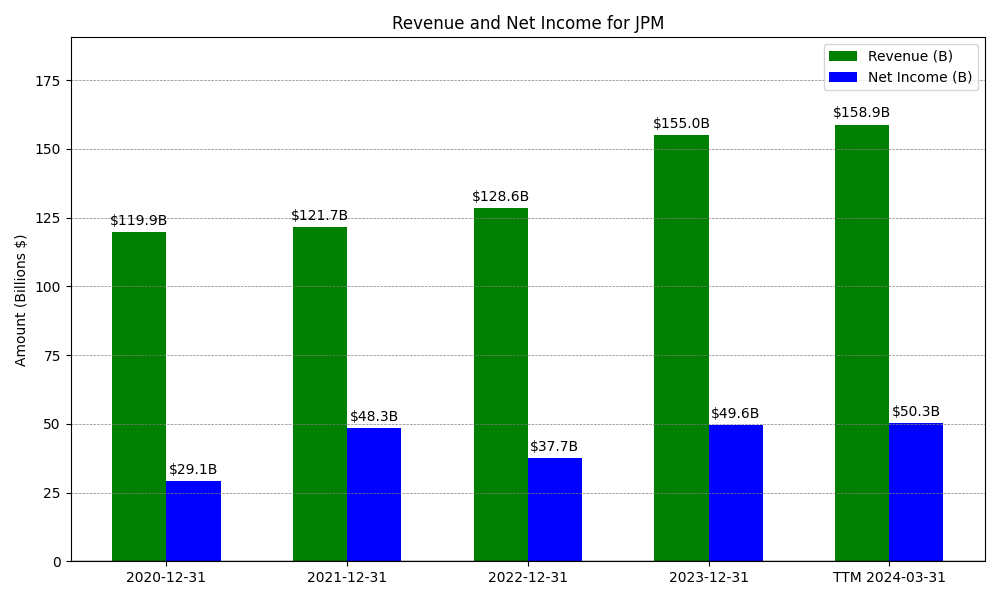 Revenue and Net Income for JPM
Revenue (B)
Net Income (B)
Amount (Billions $)
175
150
125
100
75
50
25
0
$119.9B
$29.1B
$121.7B
$48.3B
$128.6B
$37.7B
$155.0B
$49.6B
$158.9B
$50.3B
2020-12-31
2021-12-31
2022-12-31
2023-12-31
TTM 2024-03-31